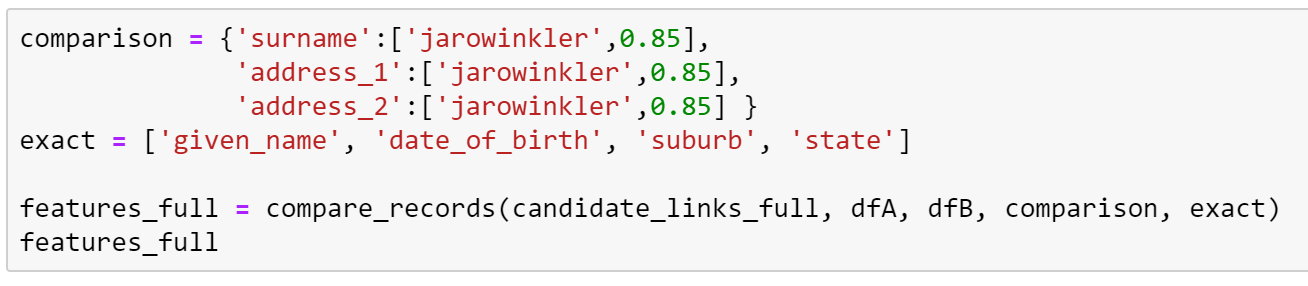 comparison = {'surname':['jarowinkler',0.85],
              'address_1':['jarowinkler',0.85],
              'address_2':['jarowinkler',0.85] }
exact = ['given_name', 'date_of_birth', 'suburb', 'state']

features_full = compare_records(candidate_links_full, dfA, dfB, comparison, exact)
features_full